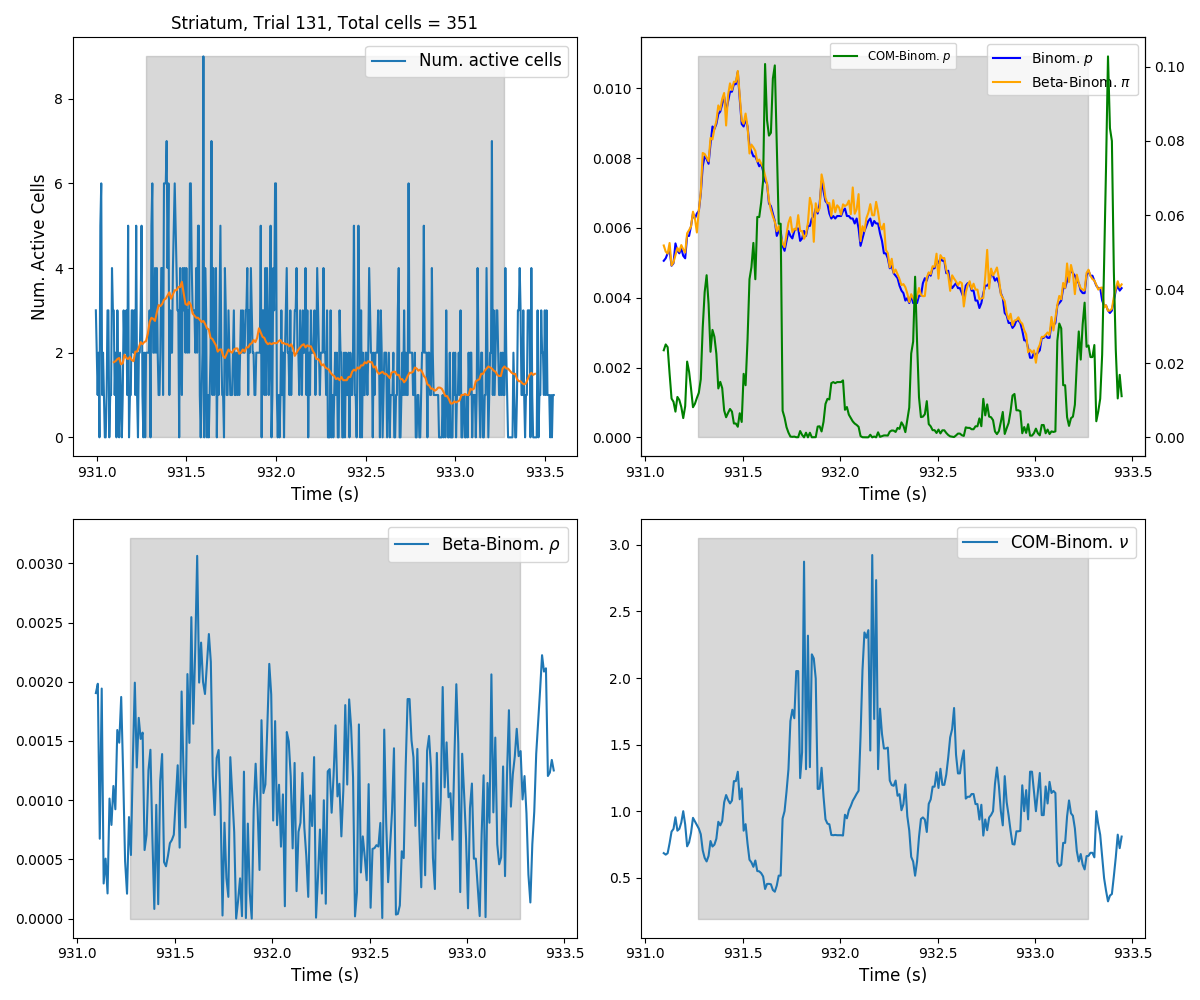 Striatum, Trial 131, Total cells = 351
Num. active cells
Num. Active Cells
8
6
4
2
0
931.0 931.5 932.0 932.5 933.0 933.5
Time (s)
COM-Binom. p
Binom. p
Beta-Binom. π
0.010
0.008
0.006
0.004
0.002
0.000
0.10
0.08
0.06
0.04
0.02
0.00
931.0 931.5 932.0 932.5 933.0 933.5
Time (s)
Beta-Binom. ρ
0.0030
0.0025
0.0020
0.0015
0.0010
0.0005
0.0000
931.0 931.5 932.0 932.5 933.0 933.5
Time (s)
COM-Binom. ν
3.0
2.5
2.0
1.5
1.0
0.5
931.0 931.5 932.0 932.5 933.0 933.5
Time (s)